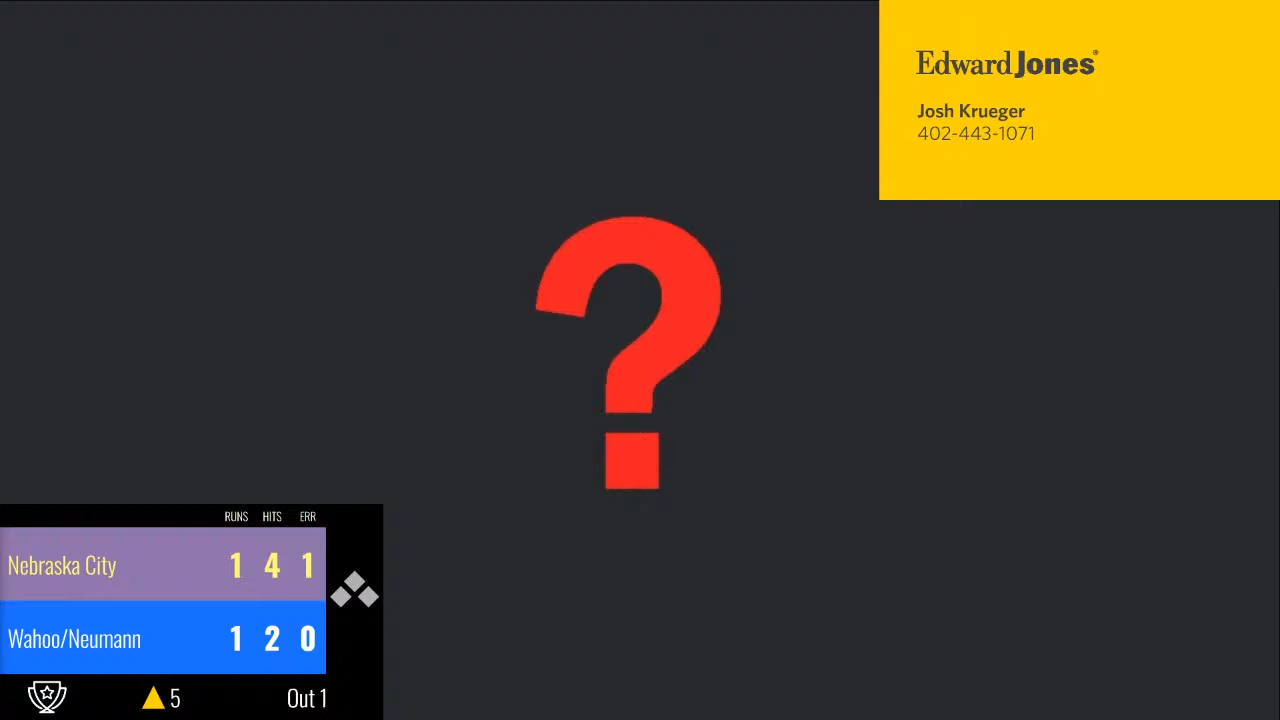 Edward Jones®
Josh Krueger
402-443-1071
?
RUNS HITS ERR
Nebraska City 1 4 1
Wahoo/Neumann 1 2 0
5 Out 1